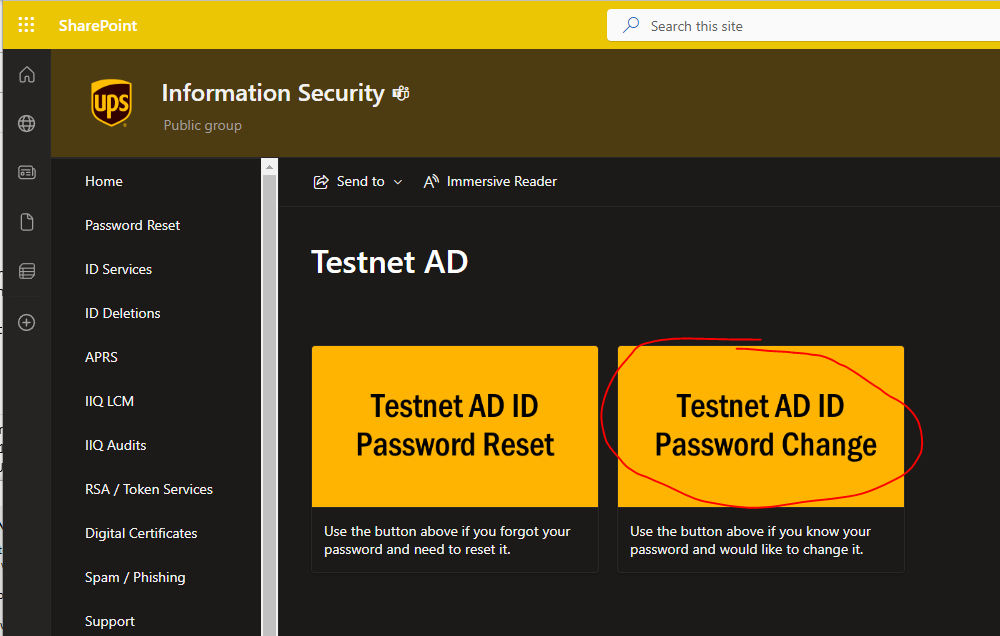 SharePoint
Search this site
ups
Information Security
Public group
Home
Password Reset
ID Services
ID Deletions
APRS
IIQ LCM
IIQ Audits
RSA / Token Services
Digital Certificates
Spam / Phishing
Support
Send to
Immersive Reader
Testnet AD
Testnet AD ID
Password Reset
Use the button above if you forgot your
password and need to reset it.
Testnet AD ID
Password Change
Use the button above if you know your
password and would like to change it.